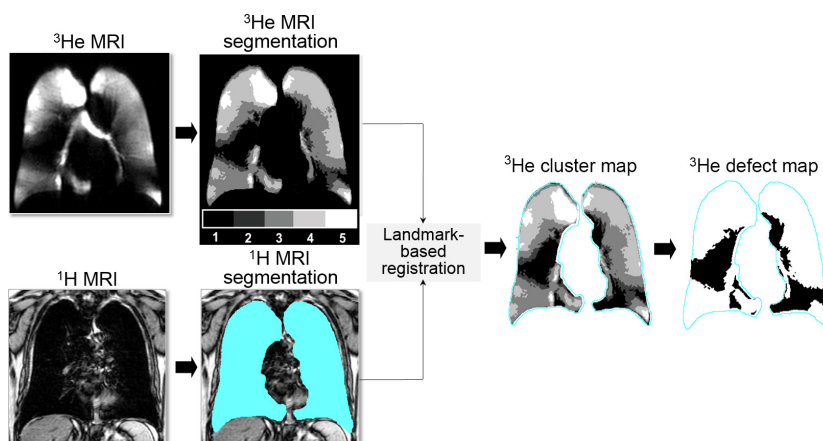 ³He MRI
³He MRI
segmentation
1 2 3 4 5
¹H MRI
¹H MRI
segmentation
Landmark-
based
registration
³He cluster map
³He defect map